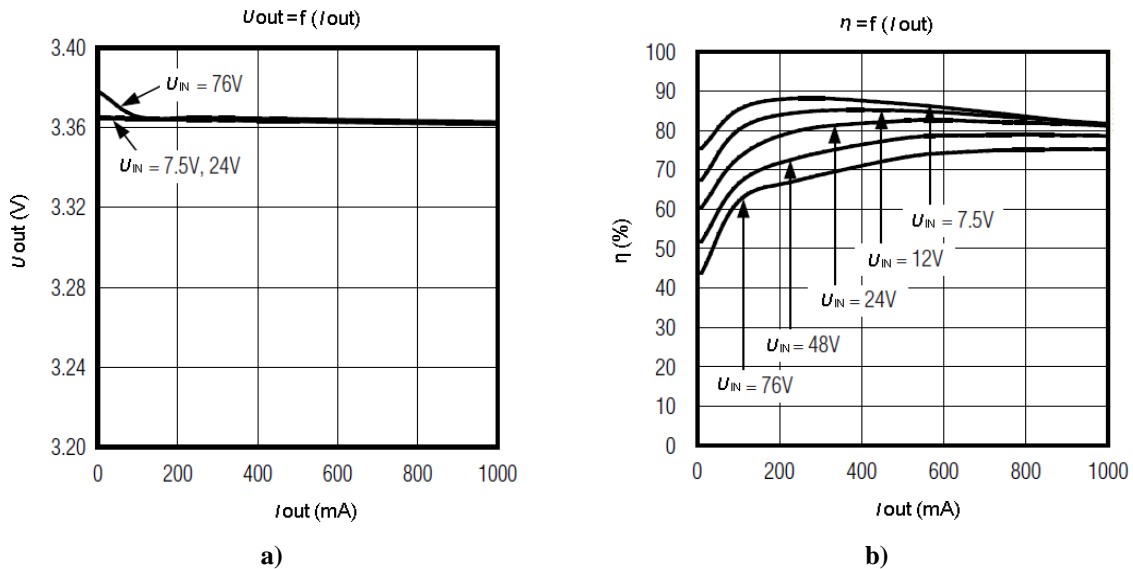 Uout = f (Iout)
3.40
3.36
3.32
3.28
3.24
3.20
Uout (V)
UIN = 76V
UIN = 7.5V, 24V
0 200 400 600 800 1000
Iout (mA)
a)
η = f (Iout)
100
90
80
70
60
50
40
30
20
10
0
η (%)
UIN = 7.5V
UIN = 12V
UIN = 24V
UIN = 48V
UIN = 76V
0 200 400 600 800 1000
Iout (mA)
b)